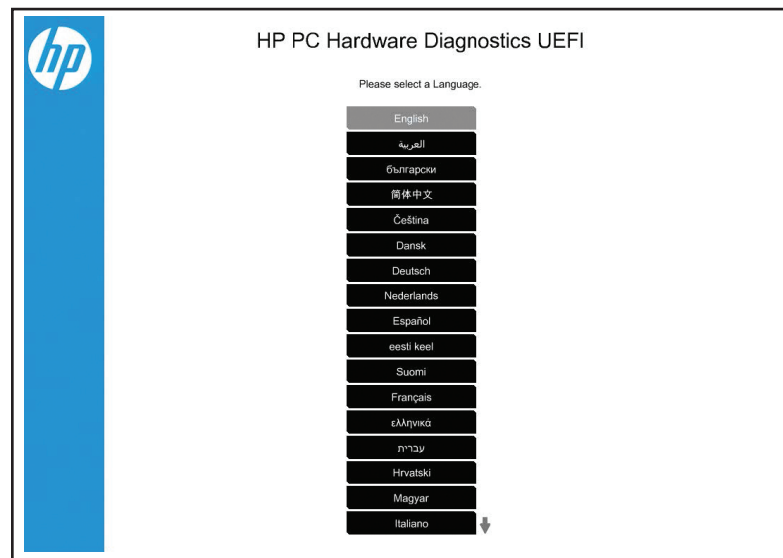 hp
HP PC Hardware Diagnostics UEFI
Please select a Language.
English
العربية
български
简体中文
Čeština
Dansk
Deutsch
Nederlands
Español
eesti keel
Suomi
Français
ελληνικά
עברית
Hrvatski
Magyar
Italiano